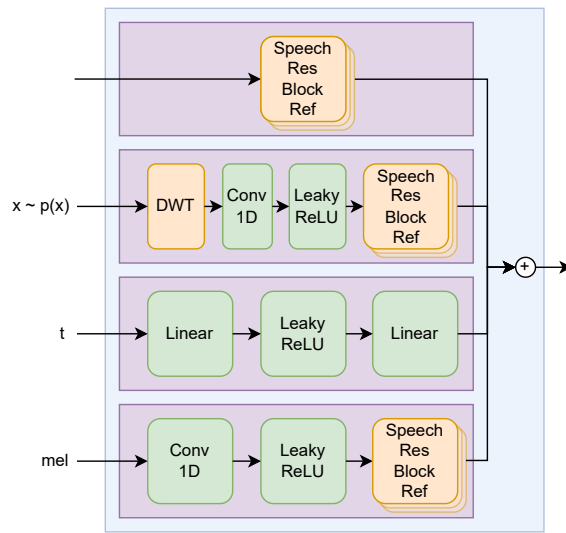 Speech
Res
Block
Ref
x ~ p(x)
DWT
Conv
1D
Leaky
ReLU
Speech
Res
Block
Ref
t
Linear
Leaky
ReLU
Linear
+
mel
Conv
1D
Leaky
ReLU
Speech
Res
Block
Ref